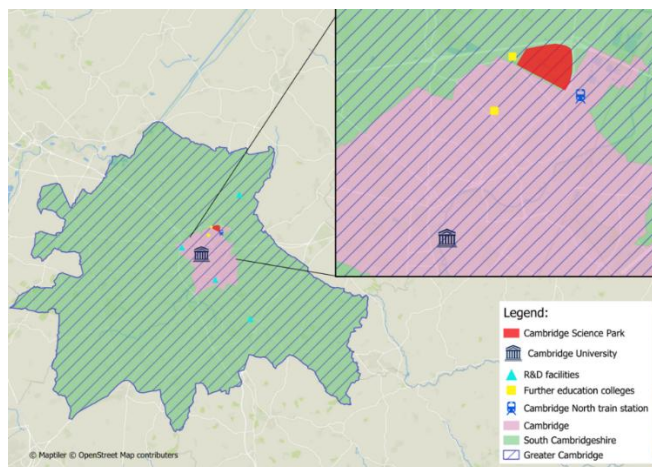 Legend:
Cambridge Science Park
Cambridge University
R&D facilities
Further education colleges
Cambridge North train station
Cambridge
South Cambridgeshire
Greater Cambridge
© Maptiler © OpenStreet Map contributors